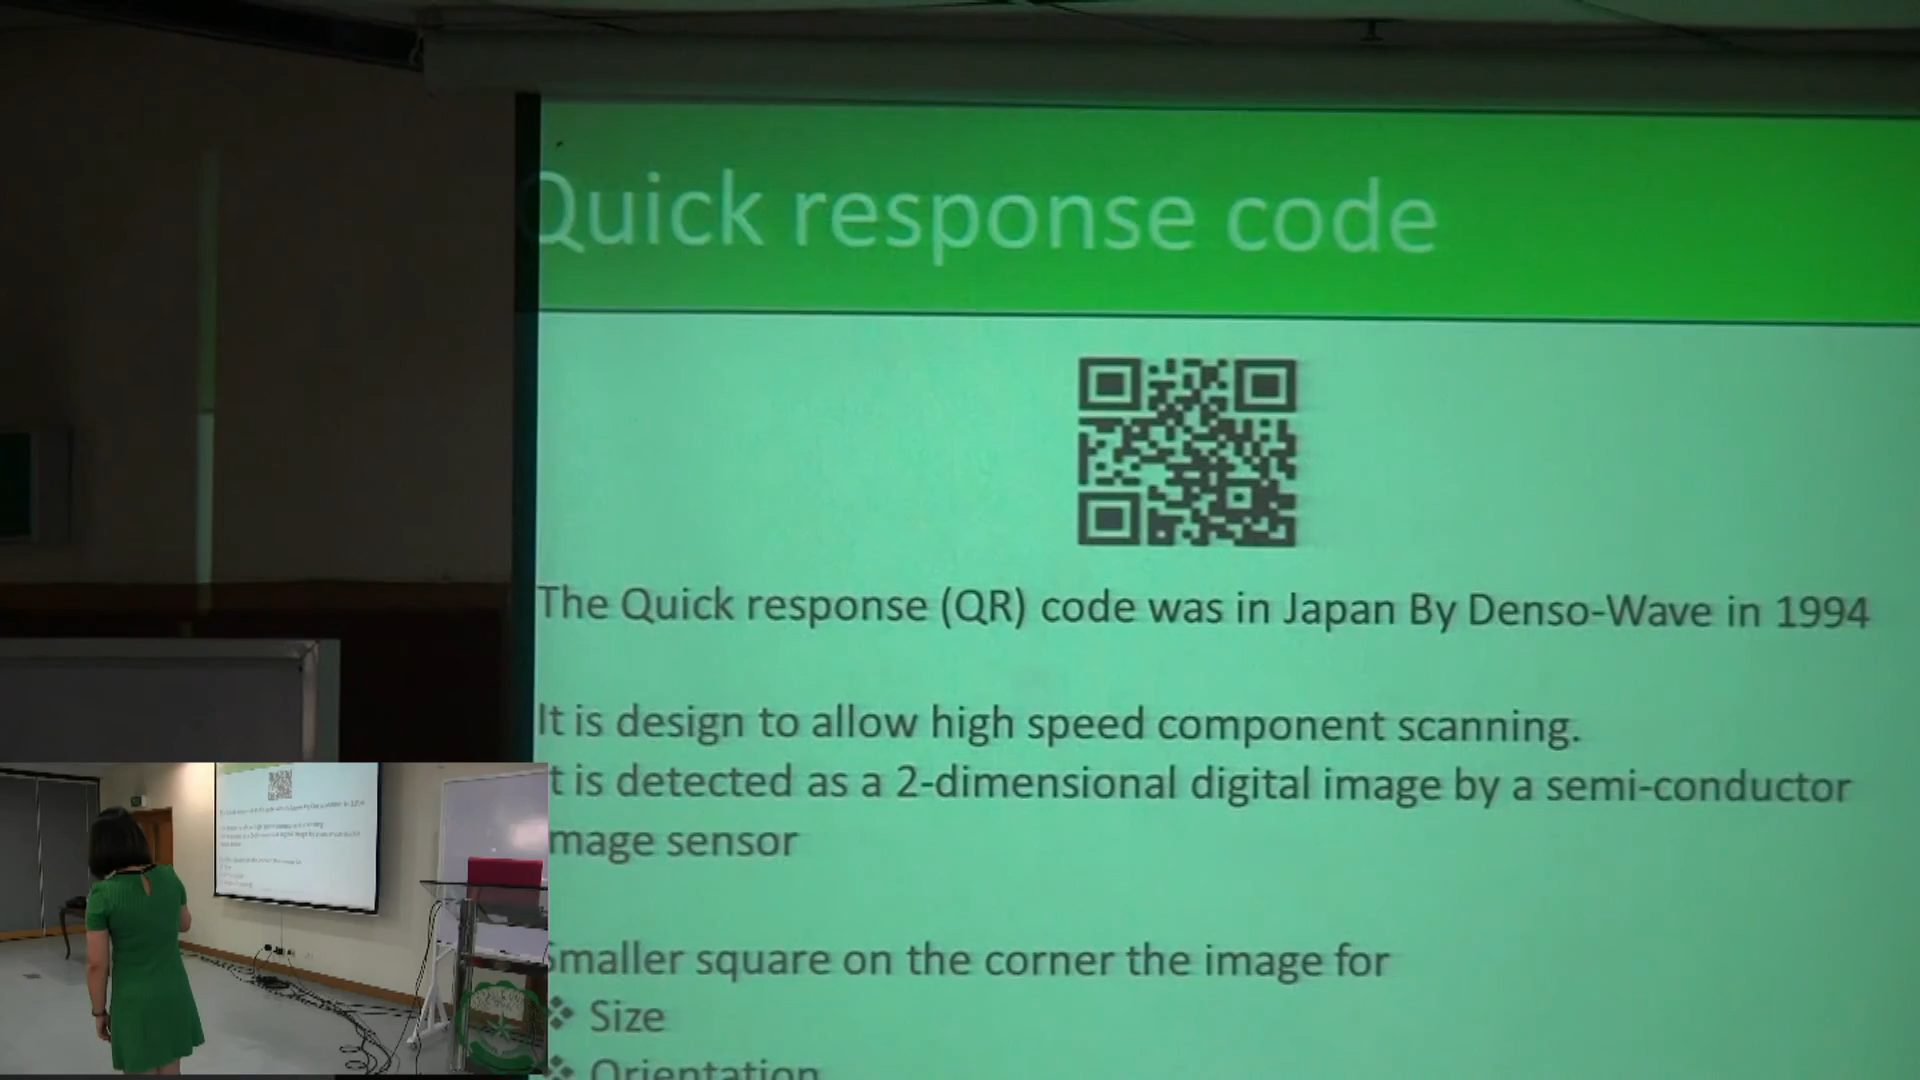 Quick response code
The Quick response (QR) code was in Japan By Denso-Wave in 1994
It is design to allow high speed component scanning.
It is detected as a 2-dimensional digital image by a semi-conductor
image sensor
Smaller square on the corner the image for
❖ Size
❖ Orientation